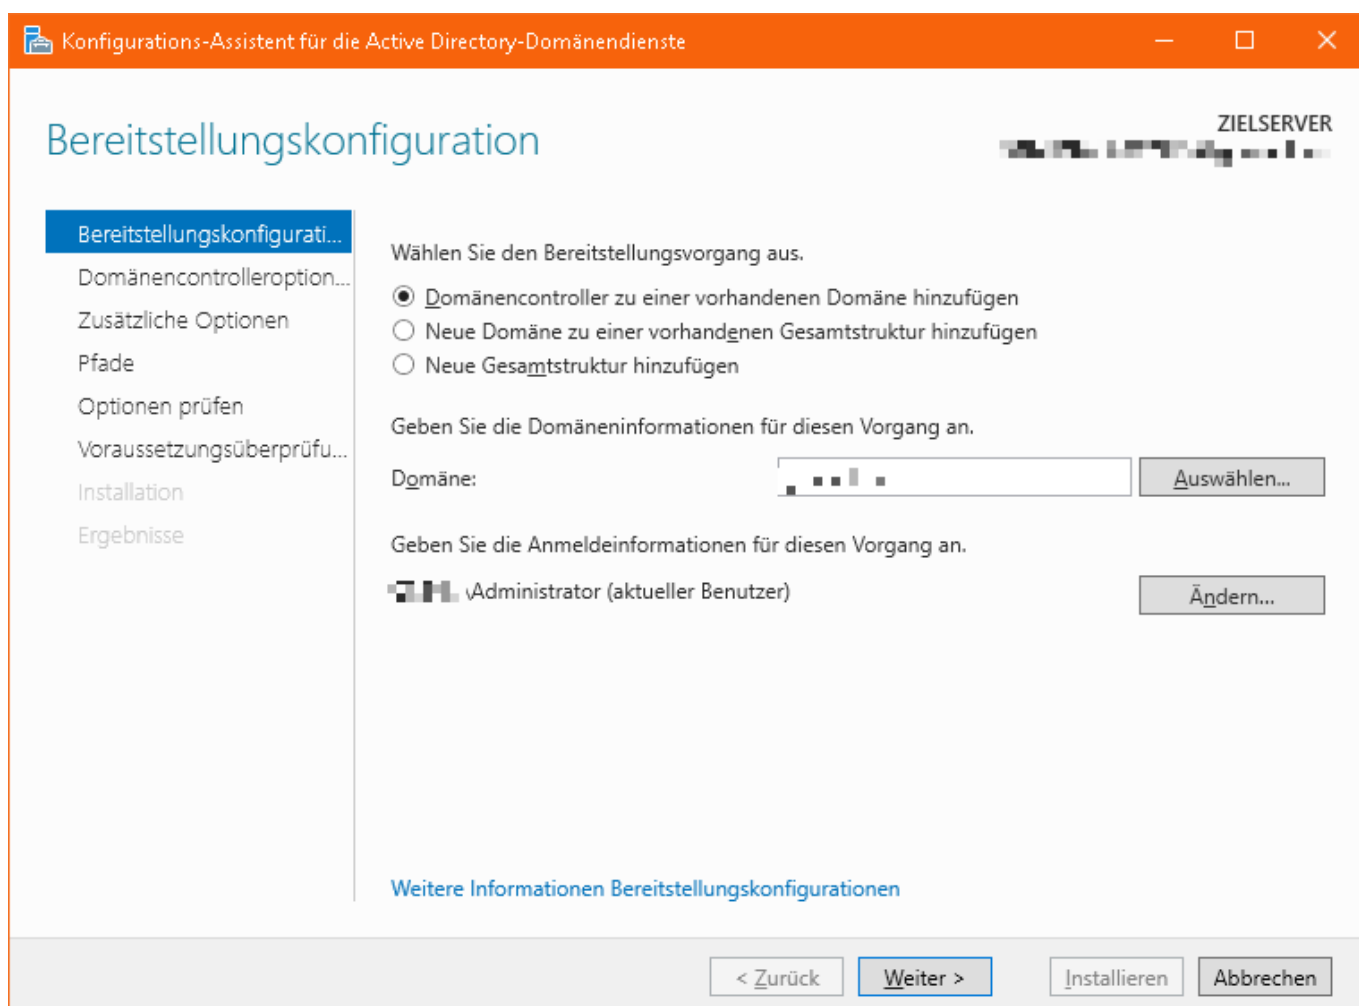 Konfigurations-Assistent für die Active Directory-Domänendienste
Bereitstellungskonfiguration
ZIELSERVER
Bereitstellungskonfigurati...
Domänencontrolleroption...
Zusätzliche Optionen
Pfade
Optionen prüfen
Voraussetzungsüberprüfu...
Installation
Ergebnisse
Wählen Sie den Bereitstellungsvorgang aus.
Domänencontroller zu einer vorhandenen Domäne hinzufügen
Neue Domäne zu einer vorhandenen Gesamtstruktur hinzufügen
Neue Gesamtstruktur hinzufügen
Geben Sie die Domäneninformationen für diesen Vorgang an.
Domäne:
Auswählen...
Geben Sie die Anmeldeinformationen für diesen Vorgang an.
\Administrator (aktueller Benutzer)
Ändern...
Weitere Informationen Bereitstellungskonfigurationen
< Zurück
Weiter >
Installieren
Abbrechen